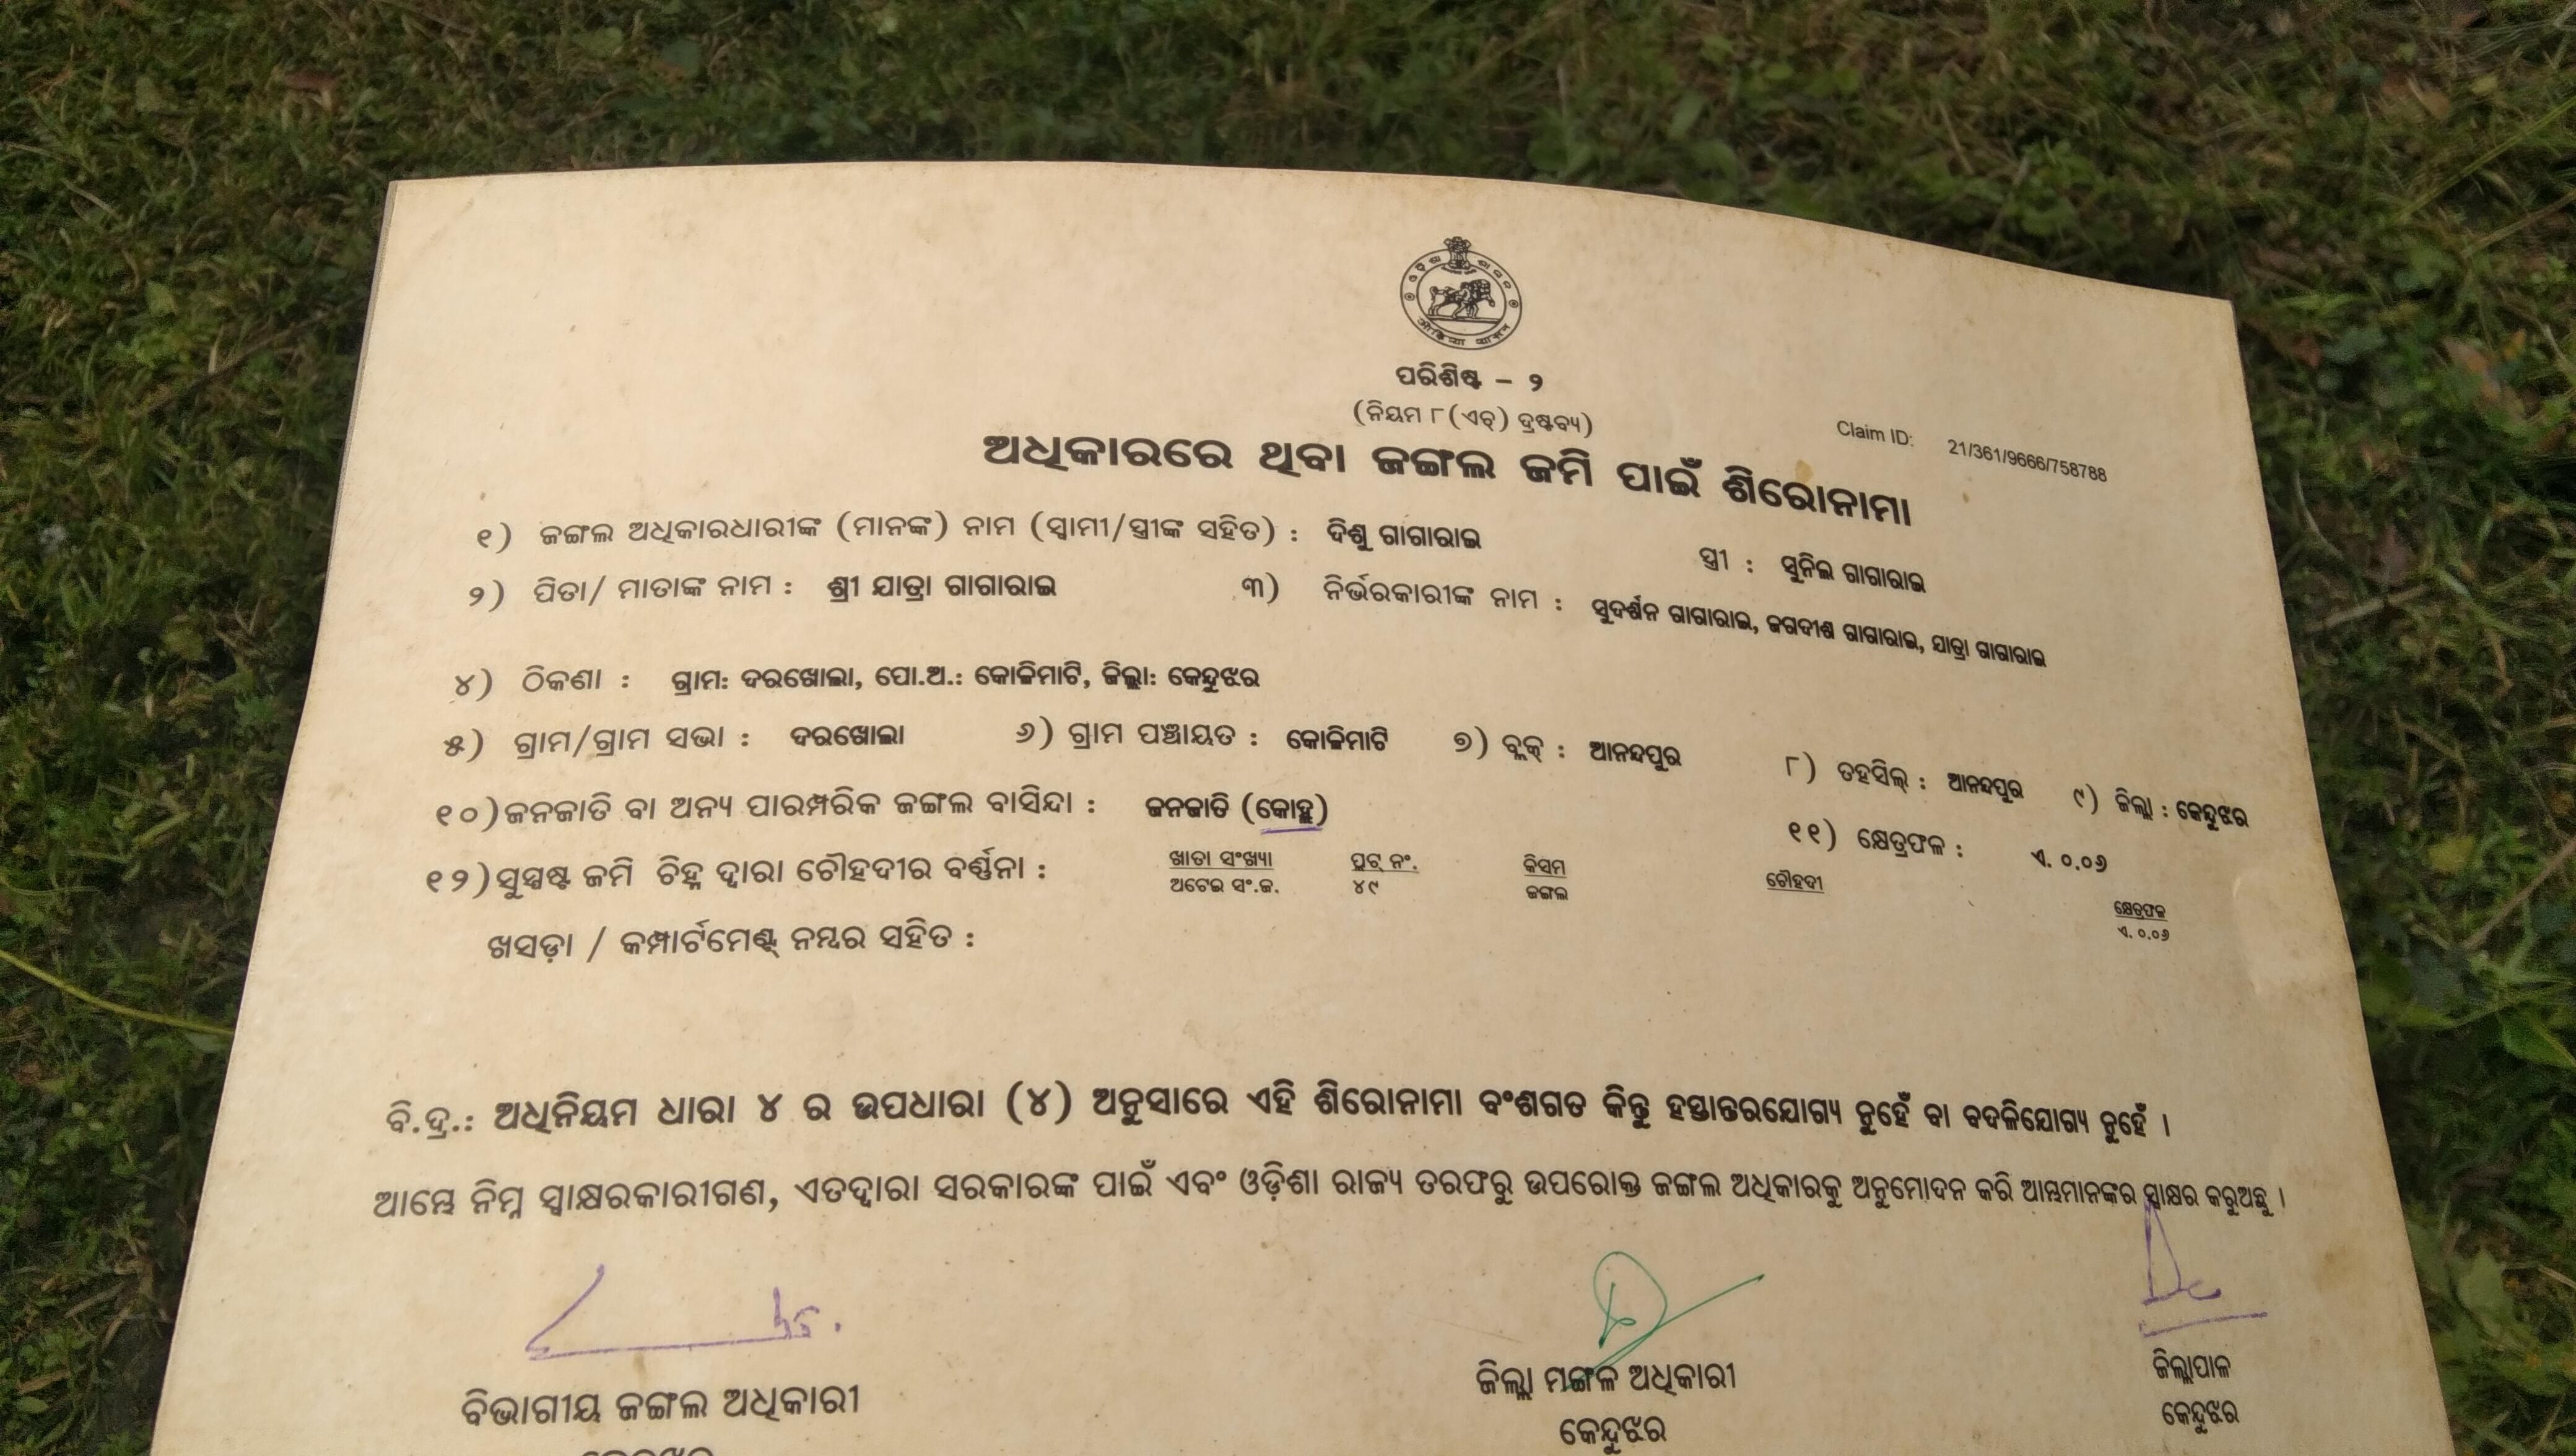 ଓଡ଼ିଶା ଶାସନ
ओड़िशा शासन
ପରିଶିଷ୍ଟ – ୨
(ନିୟମ ୮(ଏଚ୍) ଦ୍ରଷ୍ଟବ୍ୟ)
Claim ID: 21/361/9666/758788
ଅଧିକାରରେ ଥିବା ଜଙ୍ଗଲ ଜମି ପାଇଁ ଶିରୋନାମା
୧) ଜଙ୍ଗଲ ଅଧିକାରଧାରୀଙ୍କ (ମାନଙ୍କ) ନାମ (ସ୍ୱାମୀ/ସ୍ତ୍ରୀଙ୍କ ସହିତ) : ଦିଶୁ ଗାଗାରାଇ ସ୍ତ୍ରୀ : ସୁନିଲ ଗାଗାରାଇ
୨) ପିତା/ ମାତାଙ୍କ ନାମ : ଶ୍ରୀ ଯାତ୍ରା ଗାଗାରାଇ ୩) ନିର୍ଭରକାରୀଙ୍କ ନାମ : ସୁଦର୍ଶନ ଗାଗାରାଇ, ଜଗଦୀଶ ଗାଗାରାଇ, ଯାତ୍ରା ଗାଗାରାଇ
୪) ଠିକଣା : ଗ୍ରାମ: ଦରଖୋଲା, ପୋ.ଅ.: କୋଳିମାଟି, ଜିଲ୍ଲା: କେନ୍ଦୁଝର
୫) ଗ୍ରାମ/ଗ୍ରାମ ସଭା : ଦରଖୋଲା ୬) ଗ୍ରାମ ପଞ୍ଚାୟତ : କୋଳିମାଟି ୭) ବ୍ଲକ୍ : ଆନନ୍ଦପୁର ୮) ତହସିଲ୍ : ଆନନ୍ଦପୁର ୯) ଜିଲ୍ଲା : କେନ୍ଦୁଝର
୧୦)ଜନଜାତି ବା ଅନ୍ୟ ପାରମ୍ପରିକ ଜଙ୍ଗଲ ବାସିନ୍ଦା : ଜନଜାତି (କୋହ୍ଲ) ୧୧) କ୍ଷେତ୍ରଫଳ : ଏ. ୦.୦୬
୧୨)ସୁସ୍ପଷ୍ଟ ଜମି ଚିହ୍ନ ଦ୍ୱାରା ଚୌହଦୀର ବର୍ଣ୍ଣନା : ଖାତା ସଂଖ୍ୟା ପ୍ଲଟ୍ ନଂ. କିସମ ଚୌହଦୀ କ୍ଷେତ୍ରଫଳ
ଅଟେଇ ସଂ.ଜ. ୪୯ ଜଙ୍ଗଲ ଏ. ୦.୦୬
ଖସଡ଼ା / କମ୍ପାର୍ଟମେଣ୍ଟ୍ ନମ୍ବର ସହିତ :
ବି.ଦ୍ର.: ଅଧିନିୟମ ଧାରା ୪ ର ଉପଧାରା (୪) ଅନୁସାରେ ଏହି ଶିରୋନାମା ବଂଶଗତ କିନ୍ତୁ ହସ୍ତାନ୍ତରଯୋଗ୍ୟ ନୁହେଁ ବା ବଦଳିଯୋଗ୍ୟ ନୁହେଁ ।
ଆମ୍ଭେ ନିମ୍ନ ସ୍ୱାକ୍ଷରକାରୀଗଣ, ଏତଦ୍ୱାରା ସରକାରଙ୍କ ପାଇଁ ଏବଂ ଓଡ଼ିଶା ରାଜ୍ୟ ତରଫରୁ ଉପରୋକ୍ତ ଜଙ୍ଗଲ ଅଧିକାରକୁ ଅନୁମୋଦନ କରି ଆମ୍ଭମାନଙ୍କର ସ୍ୱାକ୍ଷର କରୁଅଛୁ ।
ବିଭାଗୀୟ ଜଙ୍ଗଲ ଅଧିକାରୀ ଜିଲ୍ଲା ମଙ୍ଗଳ ଅଧିକାରୀ ଜିଲ୍ଲାପାଳ
କେନ୍ଦୁଝର କେନ୍ଦୁଝର